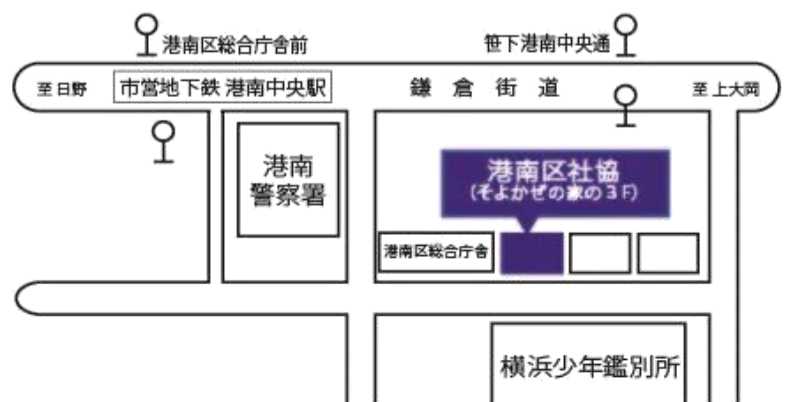 港南区総合庁舎前
笹下港南中央通
至 日野
市営地下鉄 港南中央駅
鎌倉街道
至 上大岡
港南
警察署
港南区社協
(そよかぜの家の3F)
港南区総合庁舎
横浜少年鑑別所